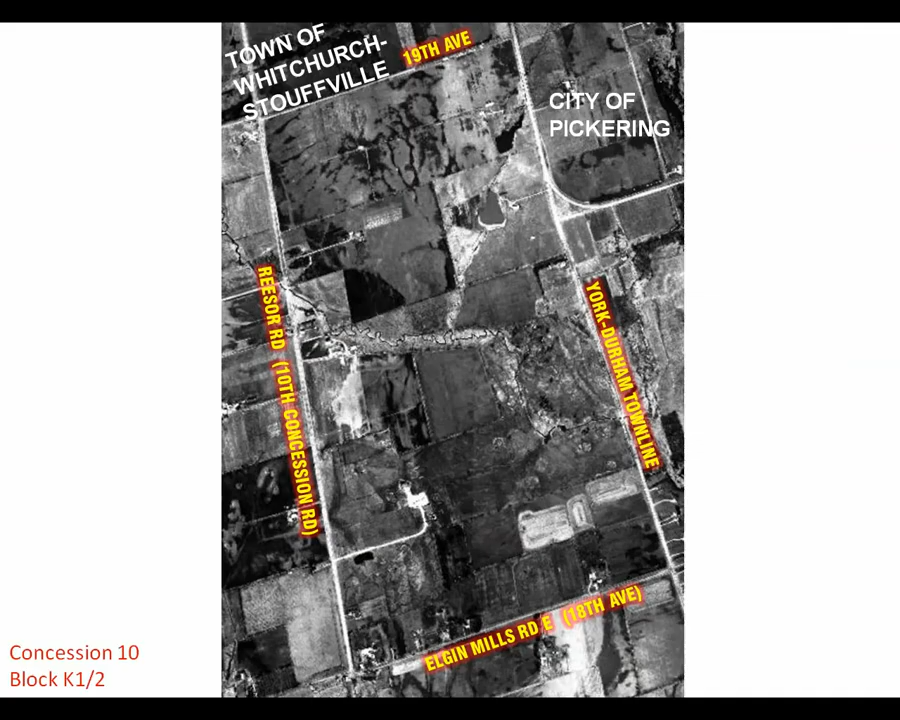 TOWN OF
WHITCHURCH-
STOUFFVILLE
19TH AVE
CITY OF
PICKERING
REESOR RD (10TH CONCESSION RD)
YORK-DURHAM TOWNLINE
ELGIN MILLS RD E (18TH AVE)
Concession 10
Block K1/2